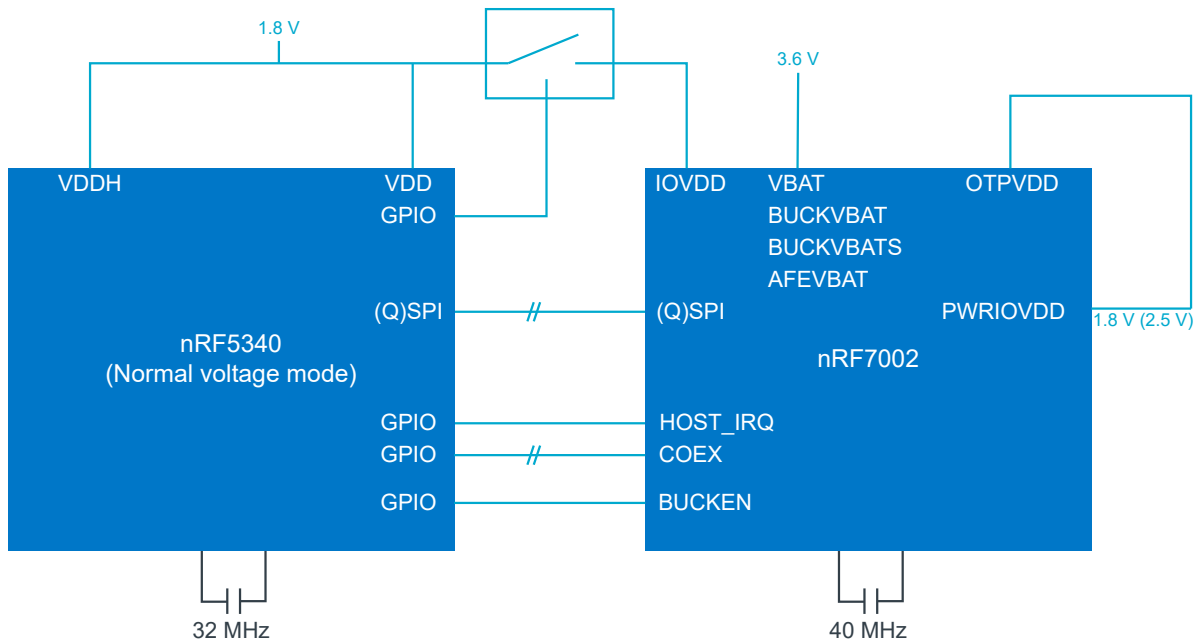 1.8 V
3.6 V
VDDH
VDD
GPIO
(Q)SPI
nRF5340
(Normal voltage mode)
GPIO
GPIO
GPIO
32 MHz
IOVDD
VBAT
OTPVDD
BUCKVBAT
BUCKVBATS
AFEVBAT
(Q)SPI
PWRIOVDD
1.8 V (2.5 V)
nRF7002
HOST_IRQ
COEX
BUCKEN
40 MHz